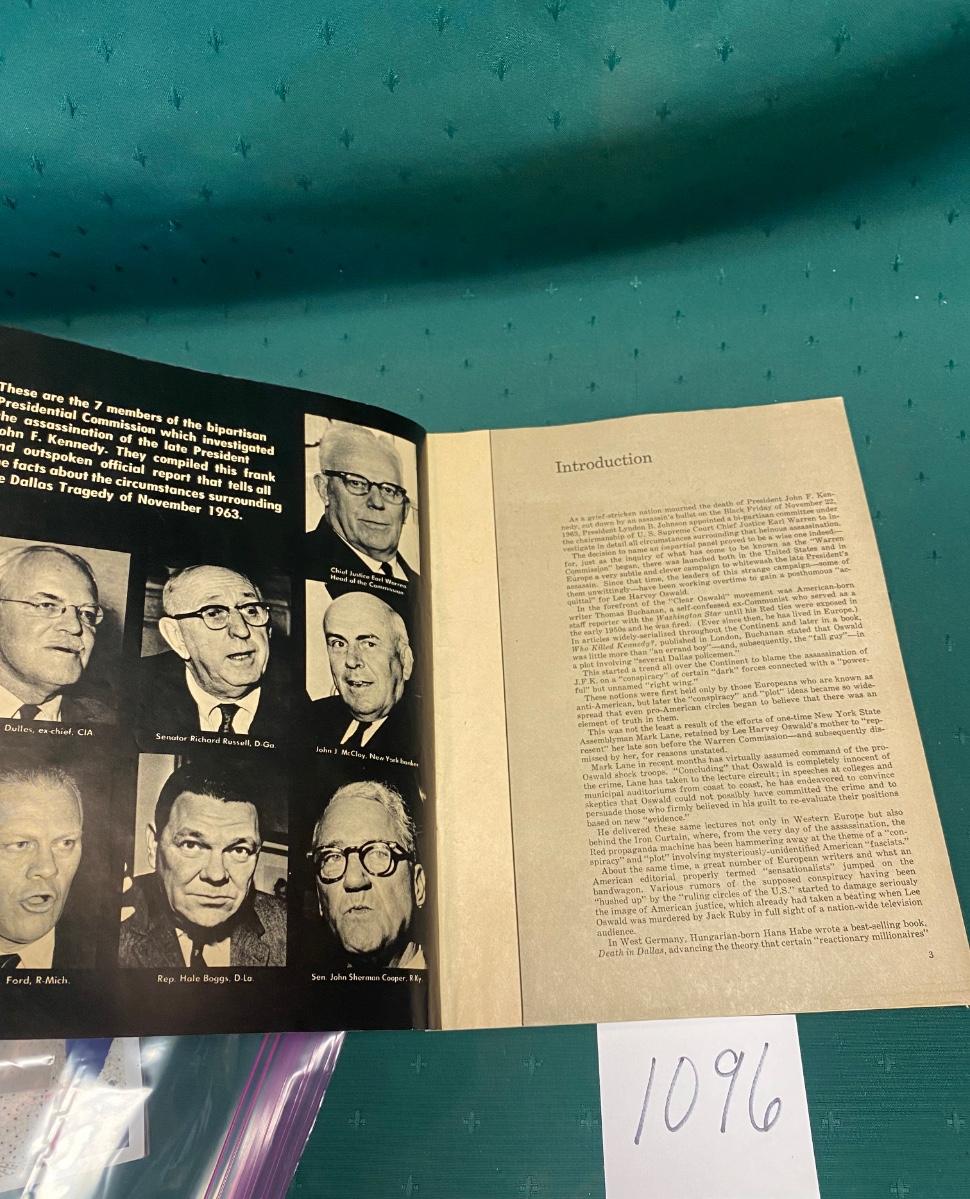 These are the 7 members of the bipartisan
Presidential Commission which investigated
the assassination of the late President
John F. Kennedy. They compiled this frank
and outspoken official report that tells all
the facts about the circumstances surrounding
e Dallas Tragedy of November 1963.
Chief Justice Earl Warren
Head of the Commission
Dulles, ex-chief, CIA.
Senator Richard Russell, D-Ga.
John J. McCloy, New York banker
Ford, R-Mich.
Rep. Hale Boggs, D-La.
Sen. John Sherman Cooper, R-Ky.
Introduction
As a grief-stricken nation mourned the death of President John F. Ken-
nedy, cut down by an assassin's bullet on the Black Friday of November 22,
1963, President Lyndon B. Johnson appointed a bi-partisan committee under
the chairmanship of U. S. Supreme Court Chief Justice Earl Warren to in-
vestigate in detail all circumstances surrounding that heinous assassination.
The decision to name an impartial panel proved to be a wise one indeed—
for, just as the inquiry of what has come to be known as the "Warren
Commission" began, there was launched both in the United States and in
Europe a very subtle and clever campaign to whitewash the late President's
assassin. Since that time, the leaders of this strange campaign—some of
them unwittingly—have been working overtime to gain a posthumous "ac-
quittal" for Lee Harvey Oswald.
In the forefront of the "Clear Oswald" movement was American-born
writer Thomas Buchanan, a self-confessed ex-Communist who served as a
staff reporter with the Washington Star until his Red ties were exposed in
the early 1950s and he was fired. (Ever since then, he has lived in Europe.)
In articles widely-serialised throughout the Continent and later in a book,
Who Killed Kennedy?, published in London, Buchanan stated that Oswald
was little more than "an errand boy"—and, subsequently, the "fall guy"—in
a plot involving "several Dallas policemen."
This started a trend all over the Continent to blame the assassination of
J.F.K. on a "conspiracy" of certain "dark" forces connected with a "power-
ful" but unnamed "right wing."
These notions were first held only by those Europeans who are known as
anti-American, but later the "conspiracy" and "plot" ideas became so wide-
spread that even pro-American circles began to believe that there was an
element of truth in them.
This was not the least a result of the efforts of one-time New York State
Assemblyman Mark Lane, retained by Lee Harvey Oswald's mother to "rep-
resent" her late son before the Warren Commission—and subsequently dis-
missed by her, for reasons unstated.
Mark Lane in recent months has virtually assumed command of the pro-
Oswald shock troops. "Concluding" that Oswald is completely innocent of
the crime, Lane has taken to the lecture circuit; in speeches at colleges and
municipal auditoriums from coast to coast, he has endeavored to convince
skeptics that Oswald could not possibly have committed the crime and to
persuade those who firmly believed in his guilt to re-evaluate their positions
based on new "evidence."
He delivered these same lectures not only in Western Europe but also
behind the Iron Curtain, where, from the very day of the assassination, the
Red propaganda machine has been hammering away at the theme of a "con-
spiracy" and "plot" involving mysteriously-unidentified American "fascists."
About the same time, a great number of European writers and what an
American editorial properly termed "sensationalists" jumped on the
bandwagon. Various rumors of the supposed conspiracy having been
"hushed up" by the "ruling circles of the U.S." started to damage seriously
the image of American justice, which already had taken a beating when Lee
Oswald was murdered by Jack Ruby in full sight of a nation-wide television
audience.
In West Germany, Hungarian-born Hans Habe wrote a best-selling book,
Death in Dallas, advancing the theory that certain "reactionary millionaires"
3
1096